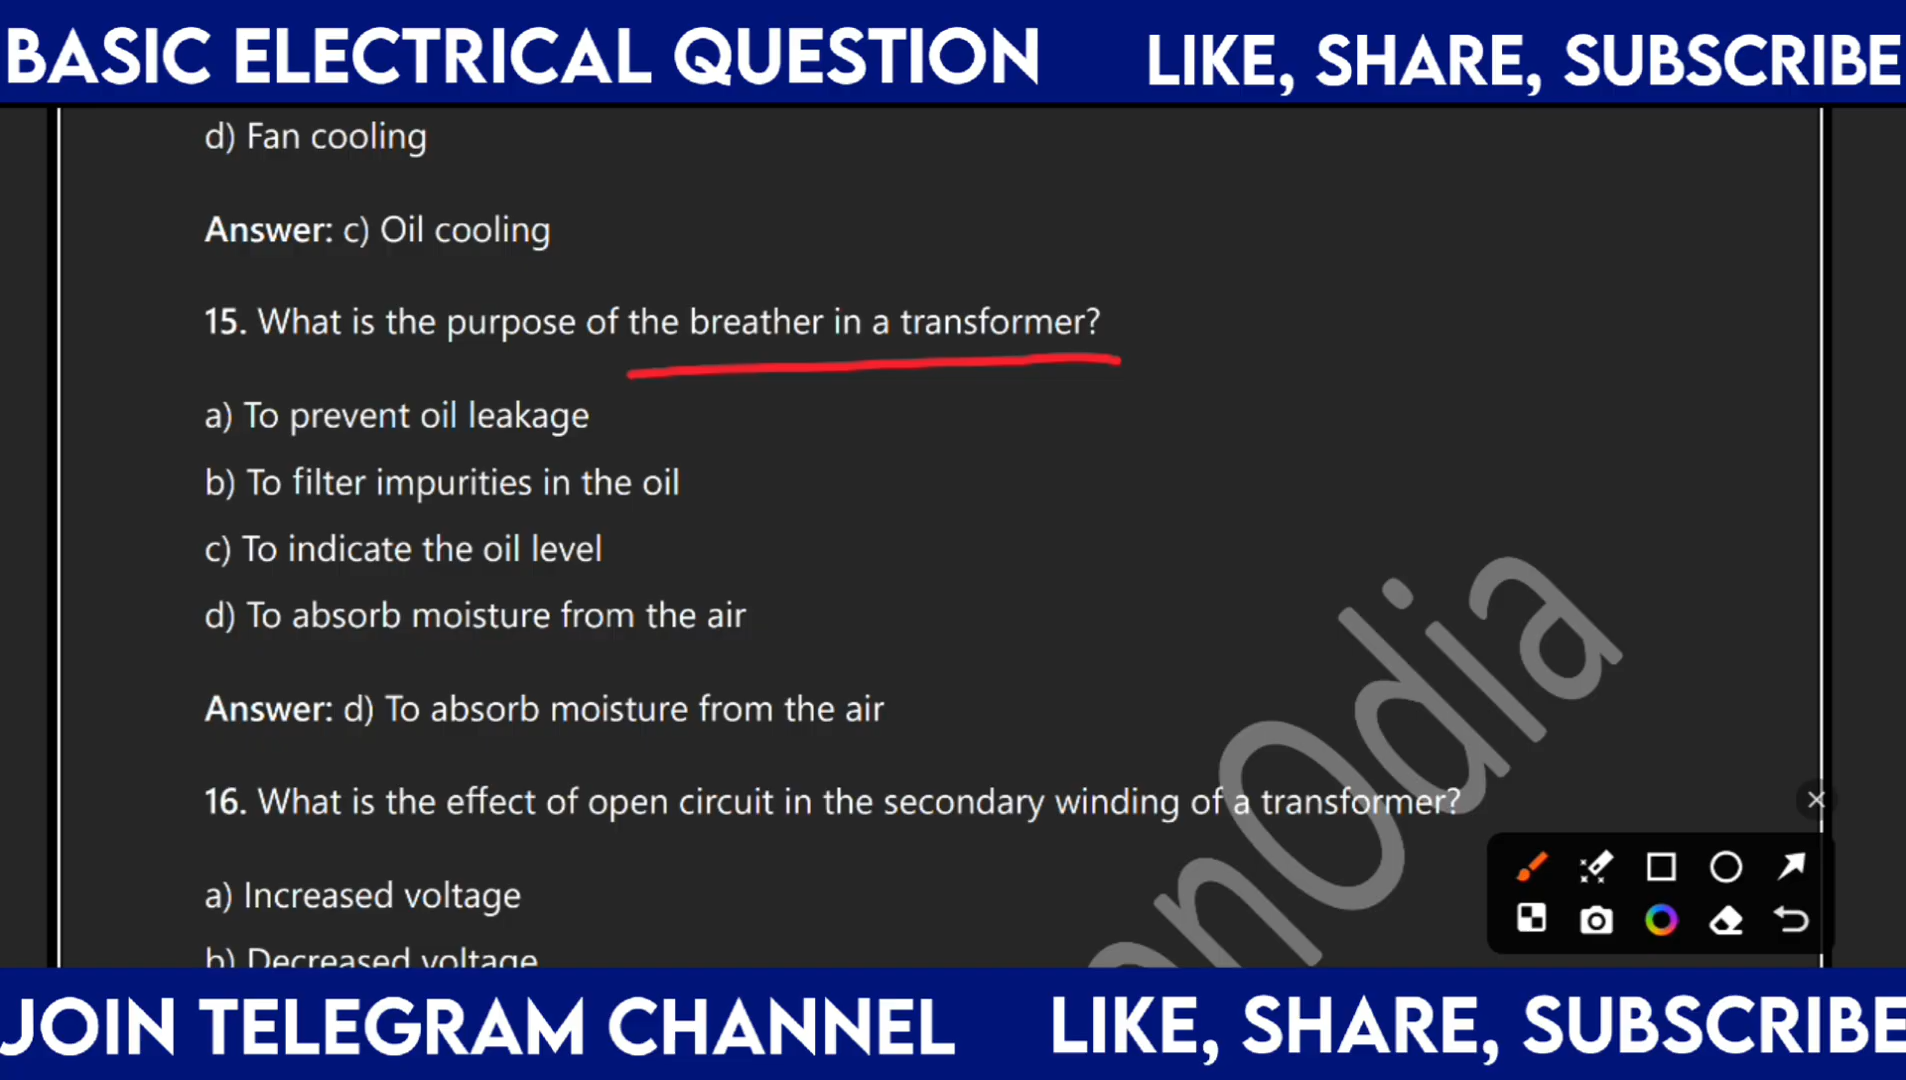 BASIC ELECTRICAL QUESTION LIKE, SHARE, SUBSCRIBE
d) Fan cooling
Answer: c) Oil cooling
15. What is the purpose of the breather in a transformer?
a) To prevent oil leakage
b) To filter impurities in the oil
c) To indicate the oil level
d) To absorb moisture from the air
Answer: d) To absorb moisture from the air
16. What is the effect of open circuit in the secondary winding of a transformer?
a) Increased voltage
b) Decreased voltage
nOdia
JOIN TELEGRAM CHANNEL LIKE, SHARE, SUBSCRIBE